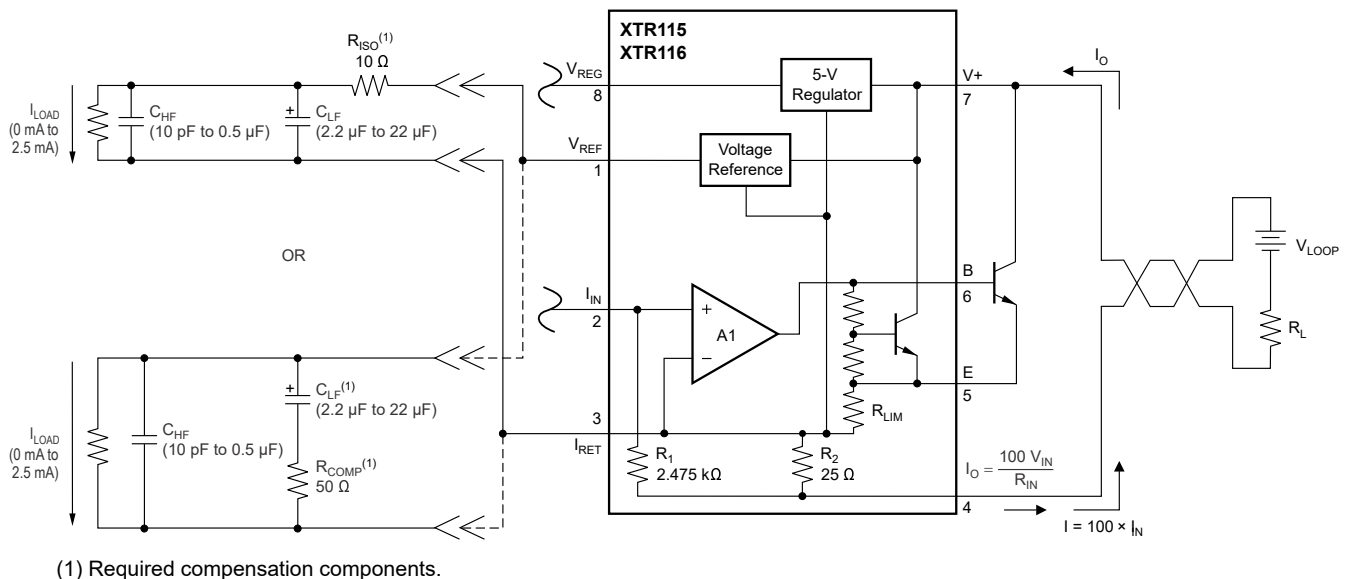 XTR115
XTR116
R_ISO(1)
10 Ω
I_LOAD
(0 mA to
2.5 mA)
C_HF
(10 pF to 0.5 µF)
+
C_LF
(2.2 µF to 22 µF)
V_REG
8
5-V
Regulator
V+
7
I_O
V_REF
1
Voltage
Reference
OR
I_IN
2
+
A1
−
B
6
E
5
R_LIM
V_LOOP
R_L
3
I_RET
R_1
2.475 kΩ
R_2
25 Ω
I_O = 100 V_IN / R_IN
4
I = 100 × I_IN
I_LOAD
(0 mA to
2.5 mA)
C_HF
(10 pF to 0.5 µF)
+
C_LF(1)
(2.2 µF to 22 µF)
R_COMP(1)
50 Ω
(1) Required compensation components.